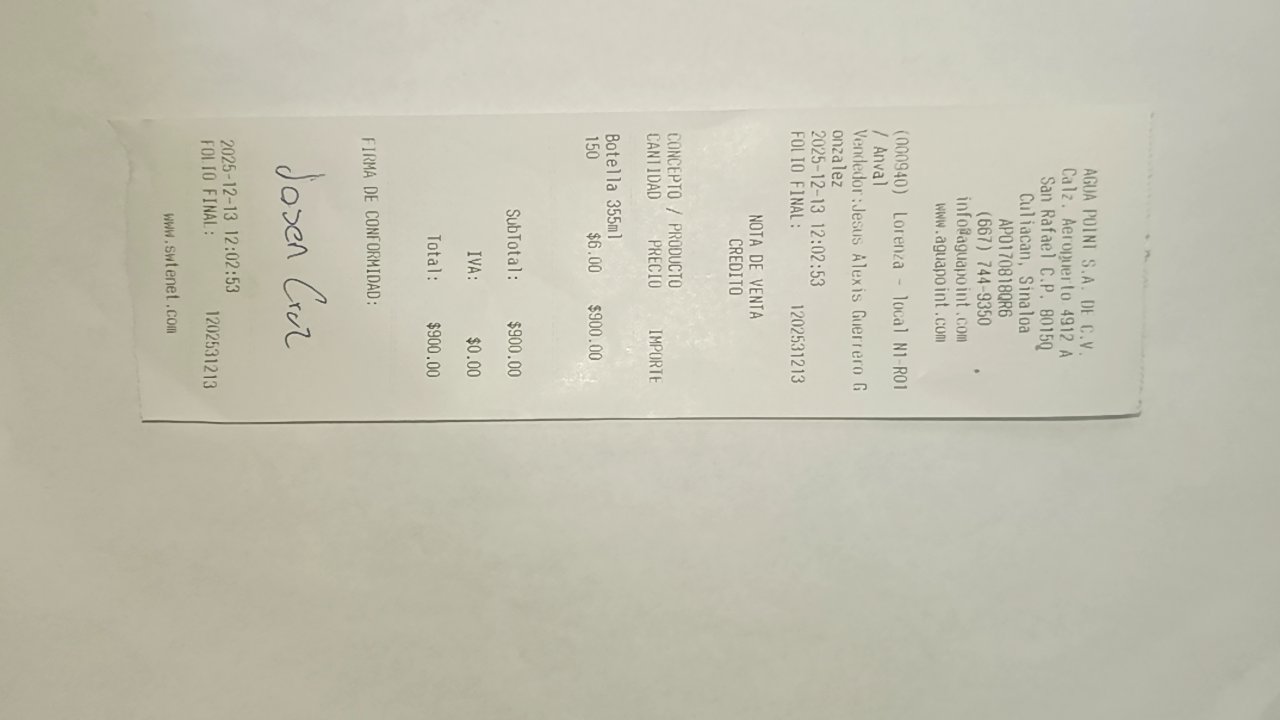 AGUA POINT S.A. DE C.V.
Calz. Aeropuerto 4912 A
San Rafael C.P. 80150
Culiacan, Sinaloa
APO170818QR6
(667) 744-9350
info@aguapoint.com
www.aguapoint.com
(000940) Lorenza - local N1-R01
/ Anval
Vendedor:Jesus Alexis Guerrero G
onzalez
2025-12-13 12:02:53
FOLIO FINAL: 1202531213
NOTA DE VENTA
CREDITO
CONCEPTO / PRODUCTO
CANTIDAD PRECIO IMPORTE
Botella 355ml
150 $6.00 $900.00
SubTotal: $900.00
IVA: $0.00
Total: $900.00
FIRMA DE CONFORMIDAD:
2025-12-13 12:02:53
FOLIO FINAL: 1202531213
www.swtenet.com